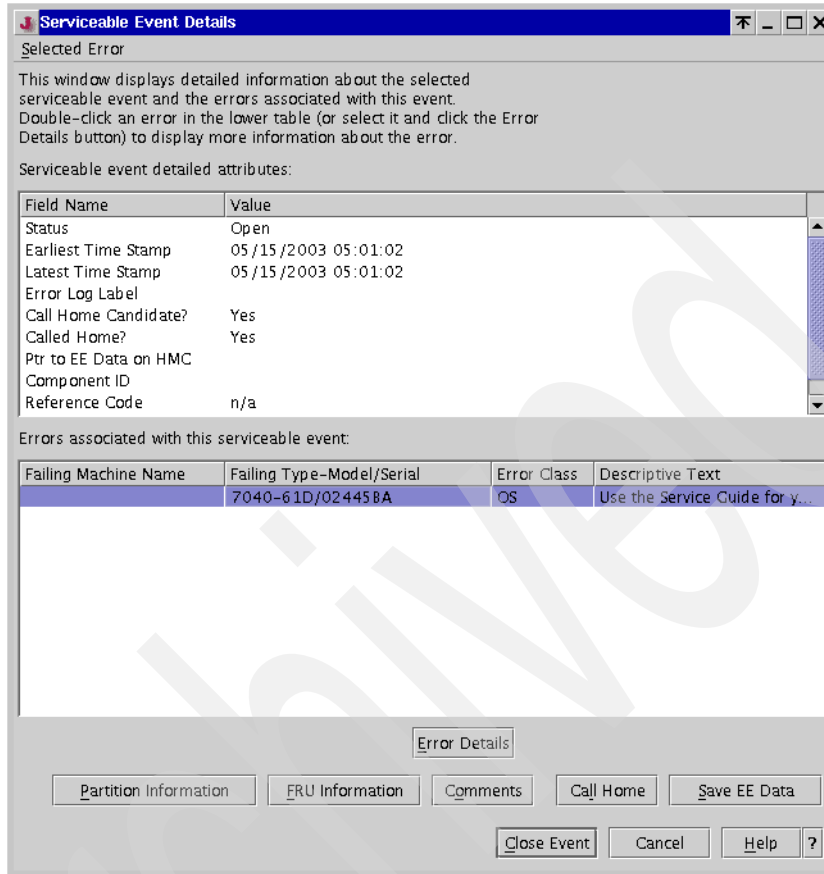 Serviceable Event Details
Selected Error
This window displays detailed information about the selected
serviceable event and the errors associated with this event.
Double-click an error in the lower table (or select it and click the Error
Details button) to display more information about the error.
Serviceable event detailed attributes:
Field Name Value
Status Open
Earliest Time Stamp 05/15/2003 05:01:02
Latest Time Stamp 05/15/2003 05:01:02
Error Log Label
Call Home Candidate? Yes
Called Home? Yes
Ptr to EE Data on HMC
Component ID
Reference Code n/a
Errors associated with this serviceable event:
Failing Machine Name Failing Type-Model/Serial Error Class Descriptive Text
7040-61D/02445BA OS Use the Service Guide for y...
Error Details
Partition Information FRU Information Comments Call Home Save EE Data
Close Event Cancel Help ?